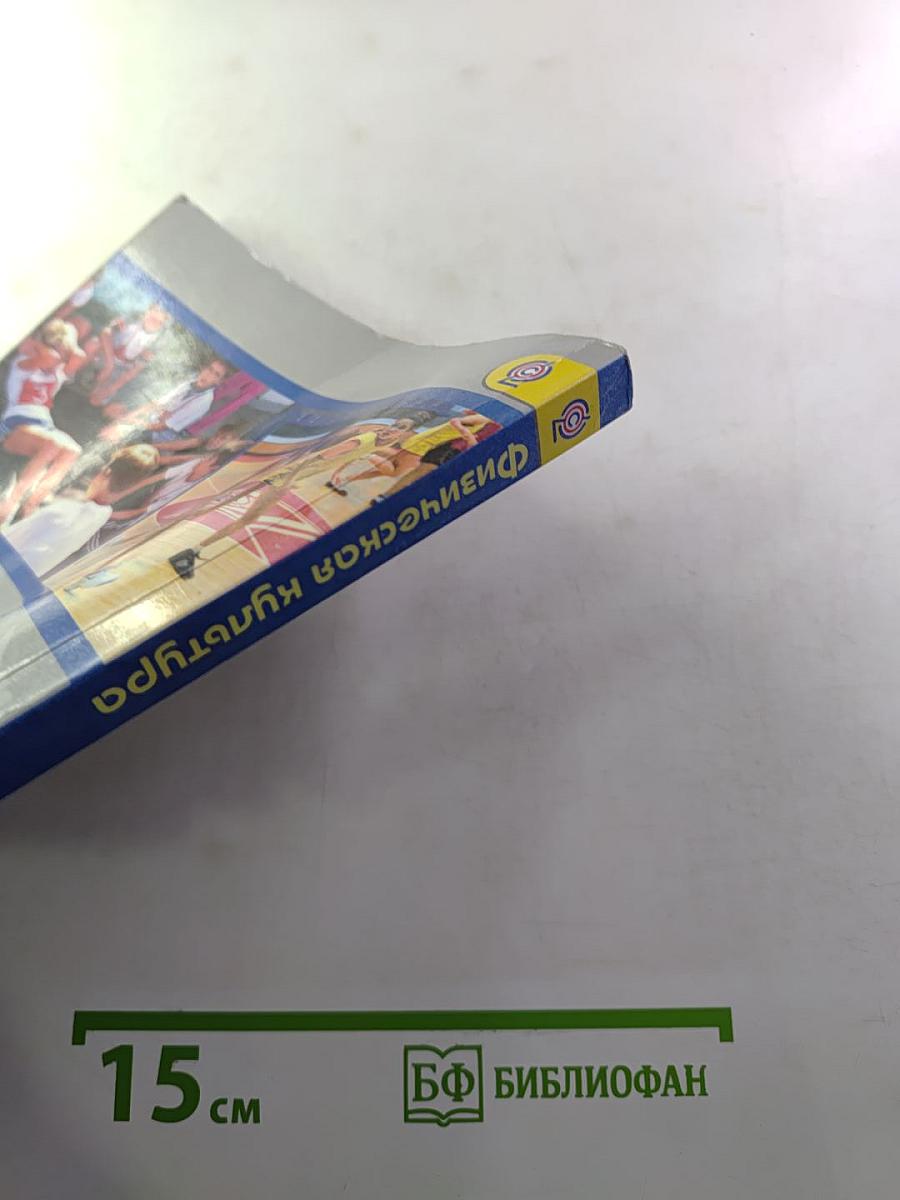 Физическая культура
15 см
БФ БИБЛИОФАН